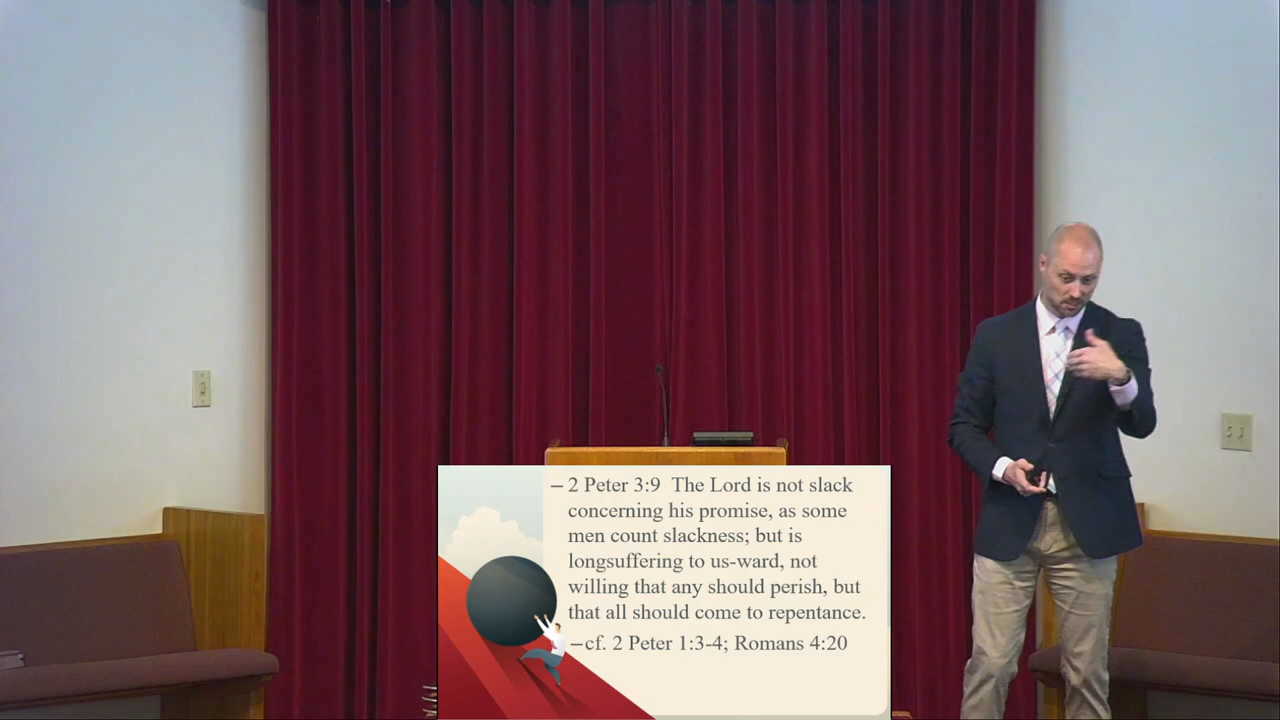 – 2 Peter 3:9 The Lord is not slack
concerning his promise, as some
men count slackness; but is
longsuffering to us-ward, not
willing that any should perish, but
that all should come to repentance.
–cf. 2 Peter 1:3-4; Romans 4:20